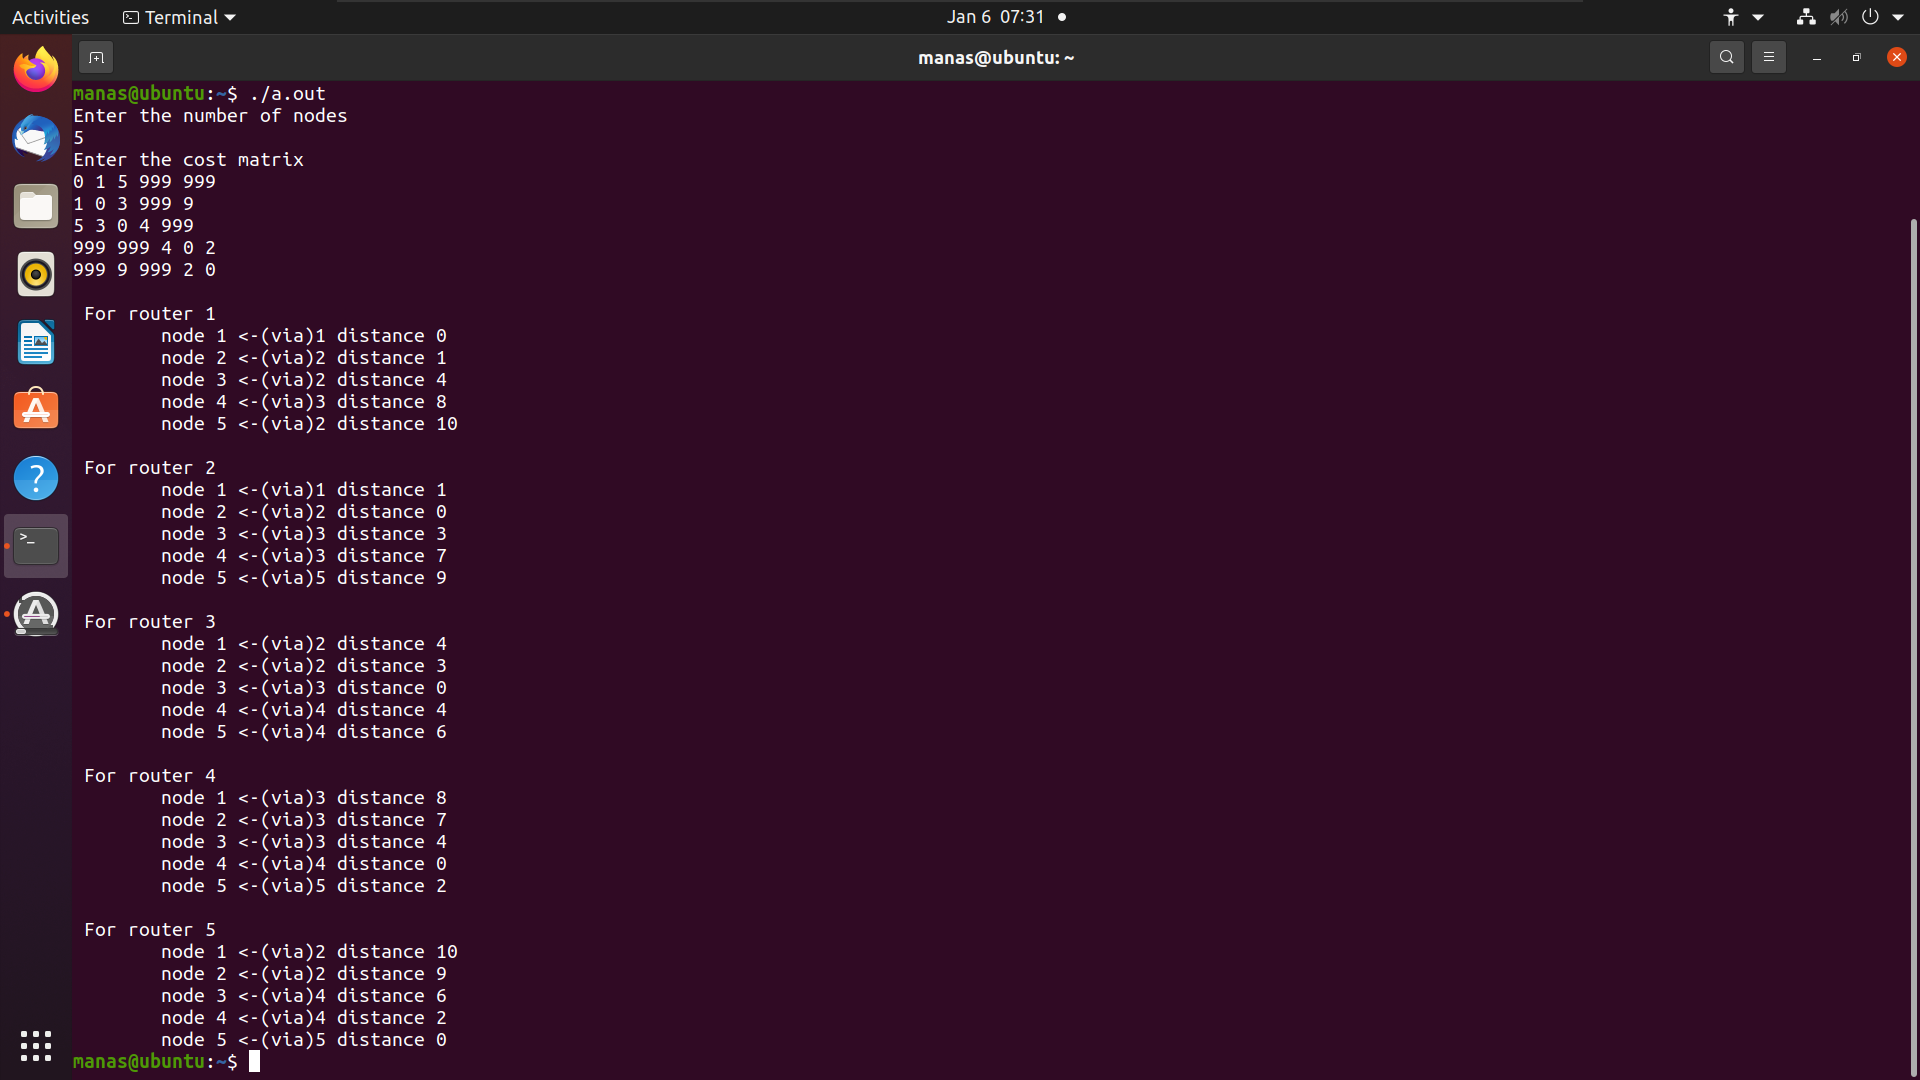 Activities Terminal Jan 6 07:31
manas@ubuntu: ~
manas@ubuntu:~$ ./a.out
Enter the number of nodes
5
Enter the cost matrix
0 1 5 999 999
1 0 3 999 9
5 3 0 4 999
999 999 4 0 2
999 9 999 2 0
For router 1
node 1 <-(via)1 distance 0
node 2 <-(via)2 distance 1
node 3 <-(via)2 distance 4
node 4 <-(via)3 distance 8
node 5 <-(via)2 distance 10
For router 2
node 1 <-(via)1 distance 1
node 2 <-(via)2 distance 0
node 3 <-(via)3 distance 3
node 4 <-(via)3 distance 7
node 5 <-(via)5 distance 9
For router 3
node 1 <-(via)2 distance 4
node 2 <-(via)2 distance 3
node 3 <-(via)3 distance 0
node 4 <-(via)4 distance 4
node 5 <-(via)4 distance 6
For router 4
node 1 <-(via)3 distance 8
node 2 <-(via)3 distance 7
node 3 <-(via)3 distance 4
node 4 <-(via)4 distance 0
node 5 <-(via)5 distance 2
For router 5
node 1 <-(via)2 distance 10
node 2 <-(via)2 distance 9
node 3 <-(via)4 distance 6
node 4 <-(via)4 distance 2
node 5 <-(via)5 distance 0
manas@ubuntu:~$